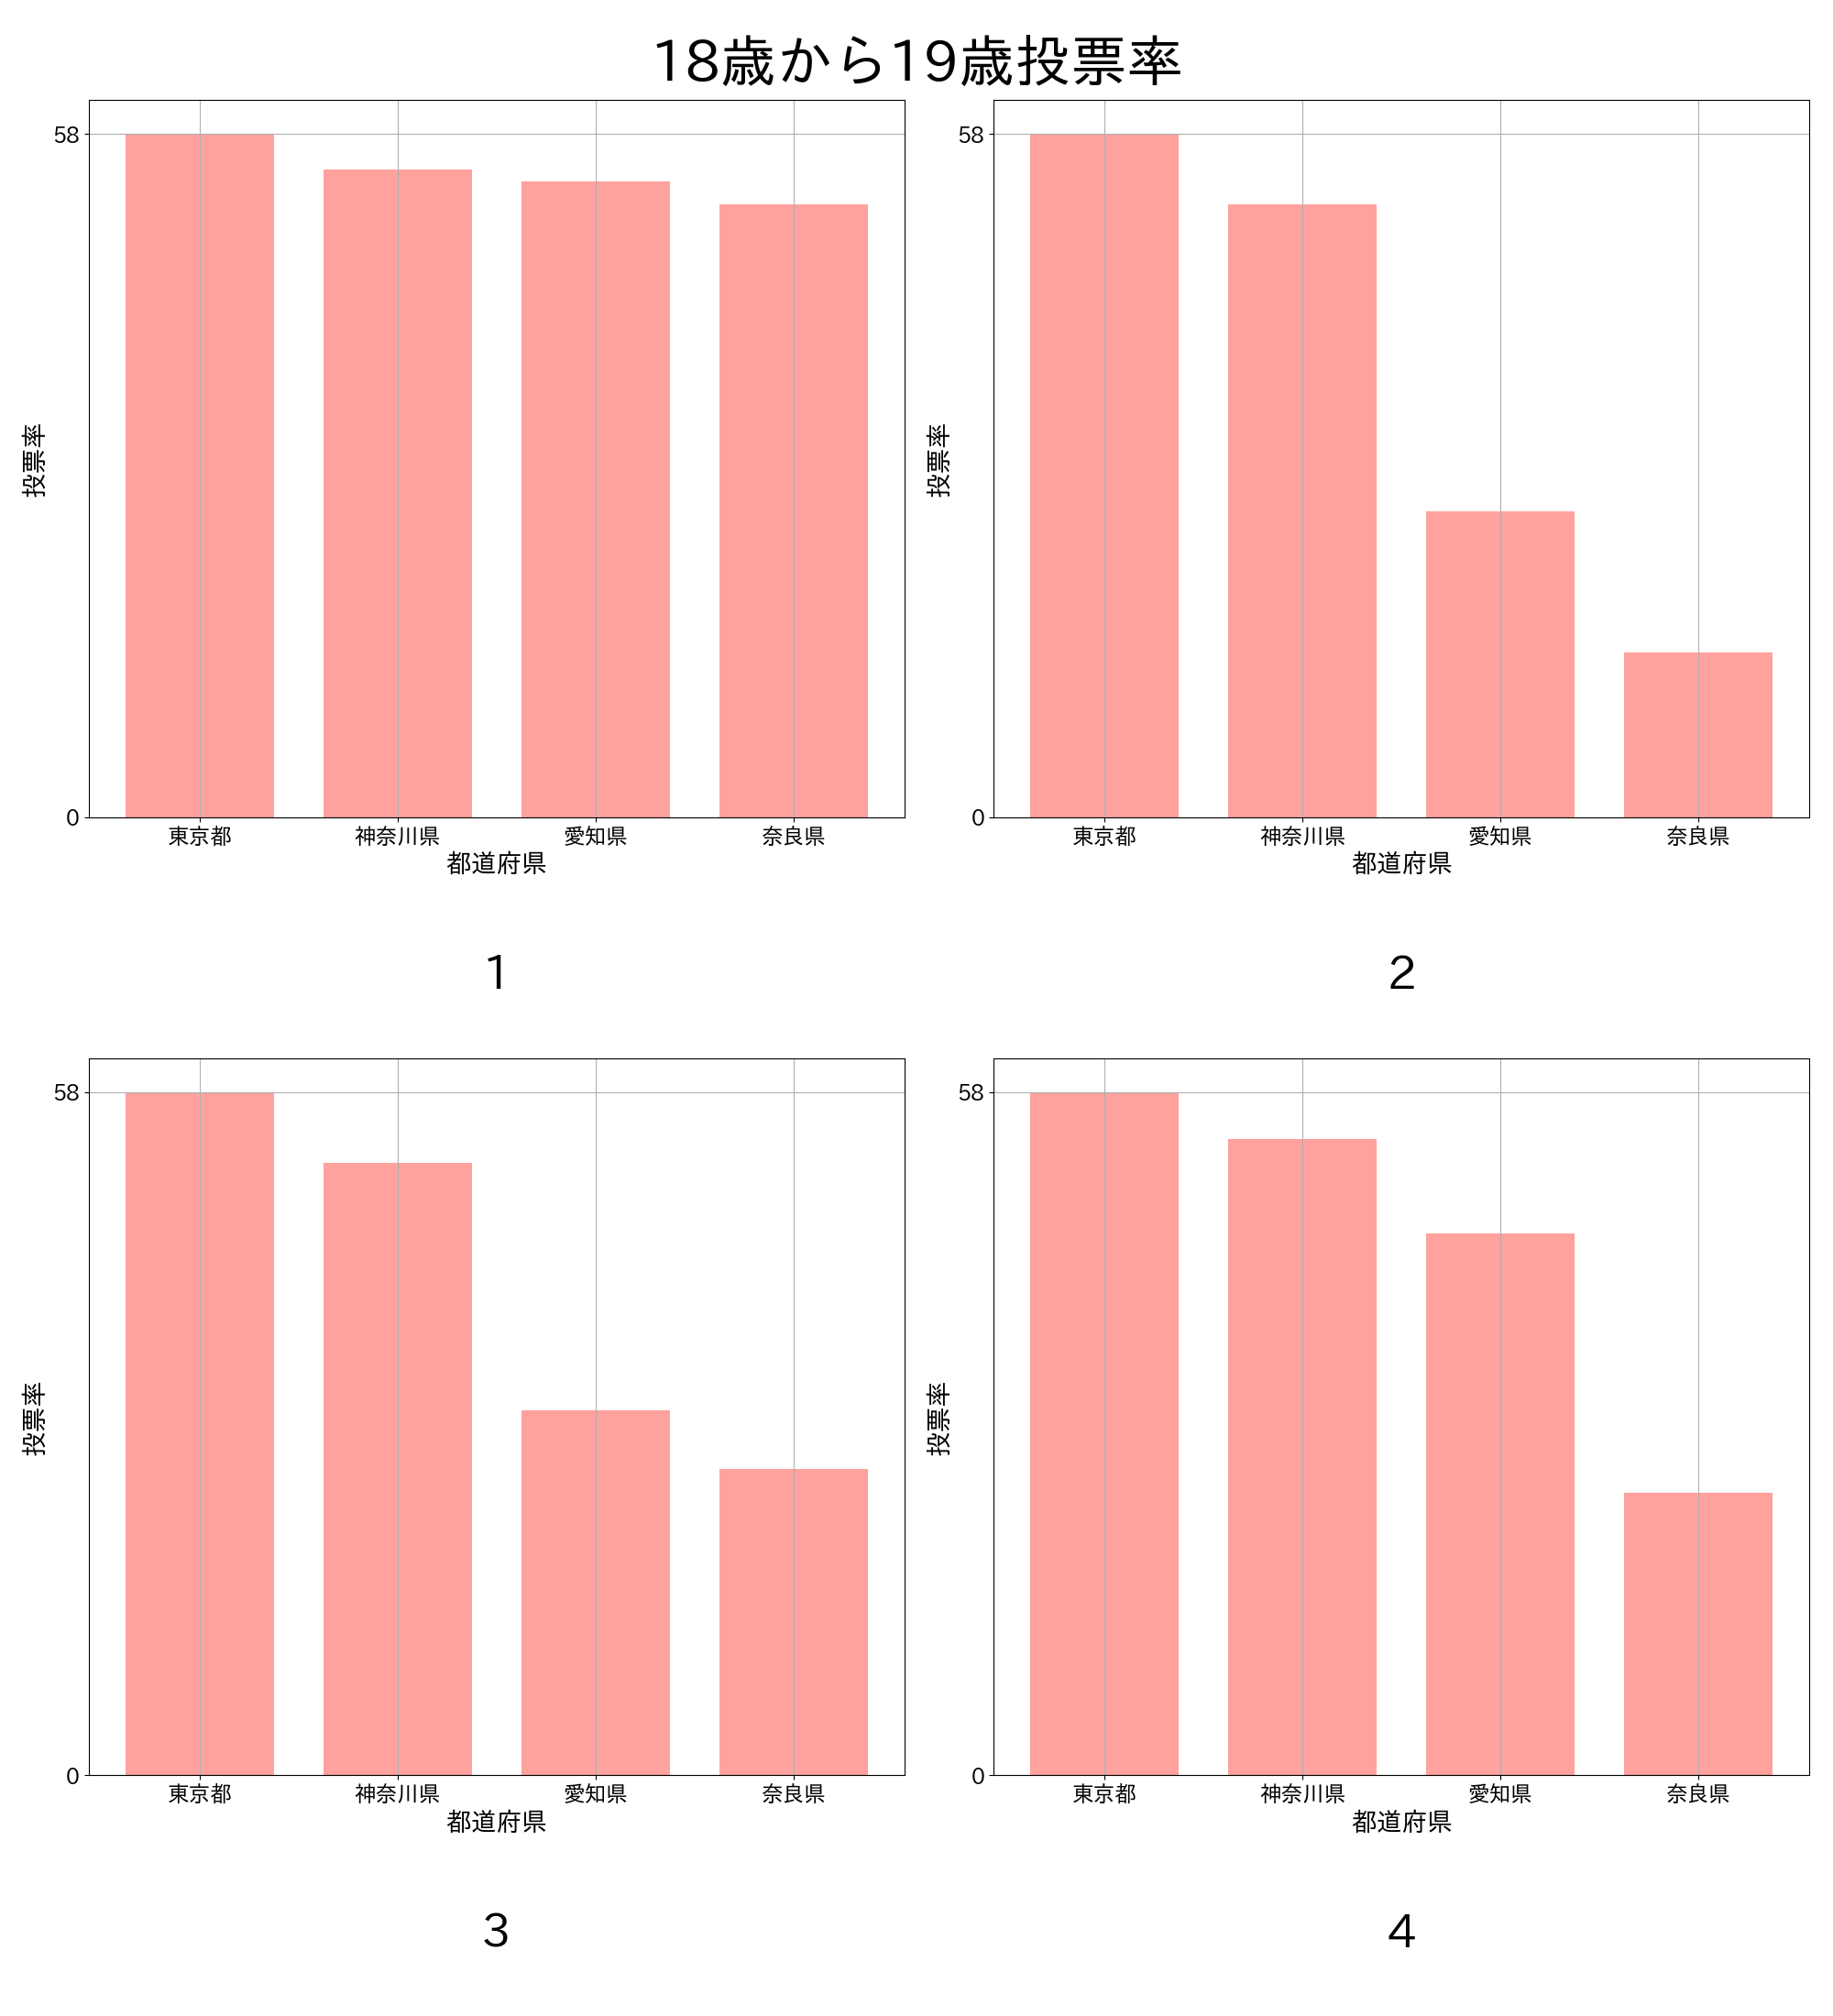 18歳から19歳投票率
58
0
投票率
東京都 神奈川県 愛知県 奈良県
都道府県
1
58
0
投票率
東京都 神奈川県 愛知県 奈良県
都道府県
2
58
0
投票率
東京都 神奈川県 愛知県 奈良県
都道府県
3
58
0
投票率
東京都 神奈川県 愛知県 奈良県
都道府県
4